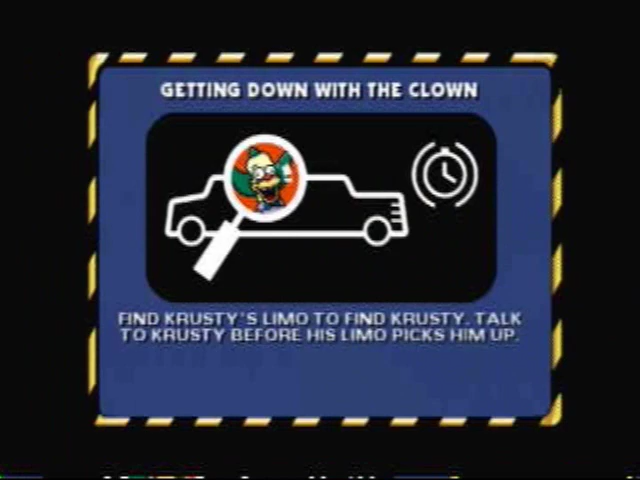 GETTING DOWN WITH THE CLOWN
FIND KRUSTY'S LIMO TO FIND KRUSTY. TALK
TO KRUSTY BEFORE HIS LIMO PICKS HIM UP.